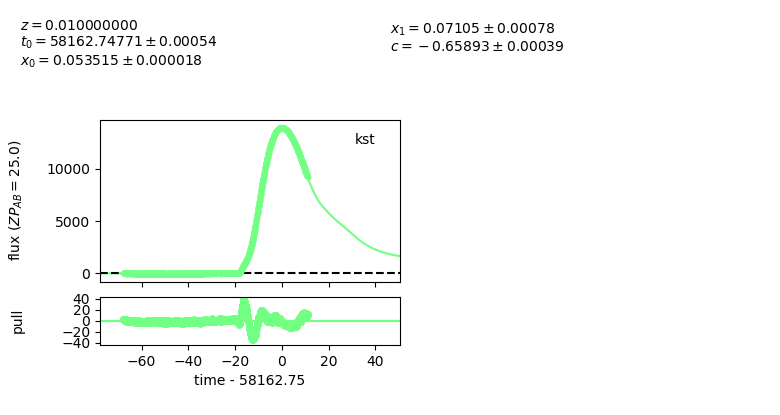 z = 0.010000000
t₀ = 58162.74771 ± 0.00054
x₀ = 0.053515 ± 0.000018
x₁ = 0.07105 ± 0.00078
c = −0.65893 ± 0.00039
flux (ZP_AB = 25.0)
10000
5000
0
kst
pull
40
20
0
−20
−40
−60 −40 −20 0 20 40
time - 58162.75